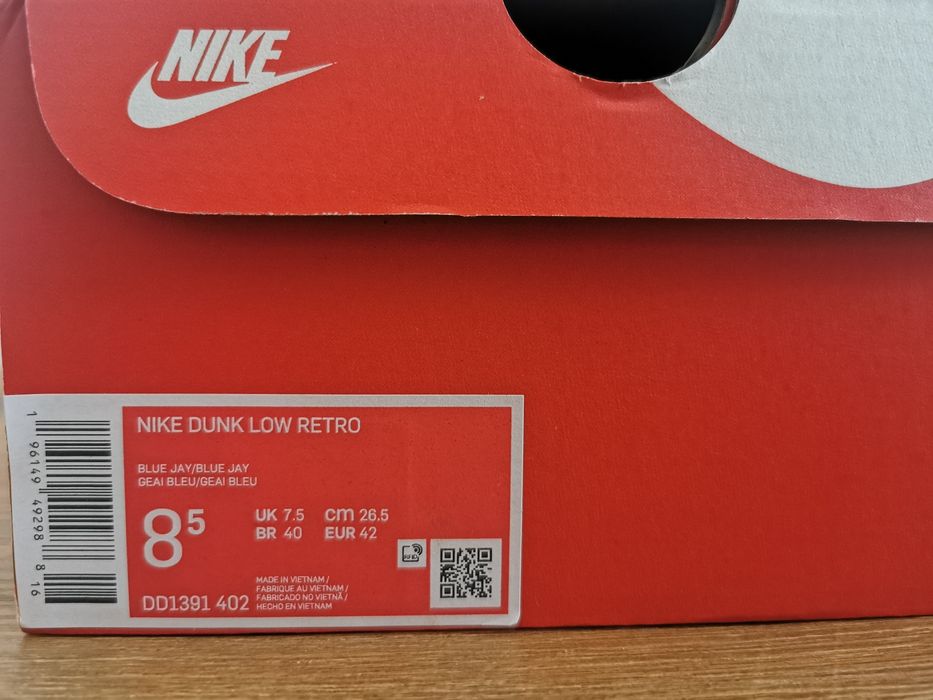 NIKE
NIKE DUNK LOW RETRO
BLUE JAY/BLUE JAY
GEAI BLEU/GEAI BLEU
8⁵
UK 7.5 cm 26.5
BR 40 EUR 42
RFID
MADE IN VIETNAM /
FABRIQUE AU VIETNAM /
FABRICADO NO VIETNÃ /
HECHO EN VIETNAM
DD1391 402
1 96149 49298 8 16